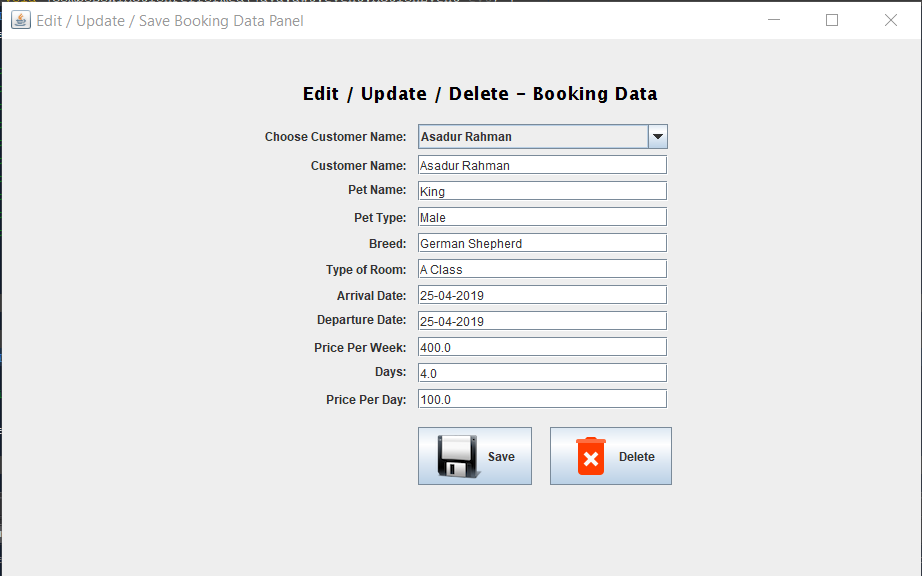 Edit / Update / Save Booking Data Panel
Edit / Update / Delete - Booking Data
Choose Customer Name: Asadur Rahman
Customer Name: Asadur Rahman
Pet Name: King
Pet Type: Male
Breed: German Shepherd
Type of Room: A Class
Arrival Date: 25-04-2019
Departure Date: 25-04-2019
Price Per Week: 400.0
Days: 4.0
Price Per Day: 100.0
Save Delete